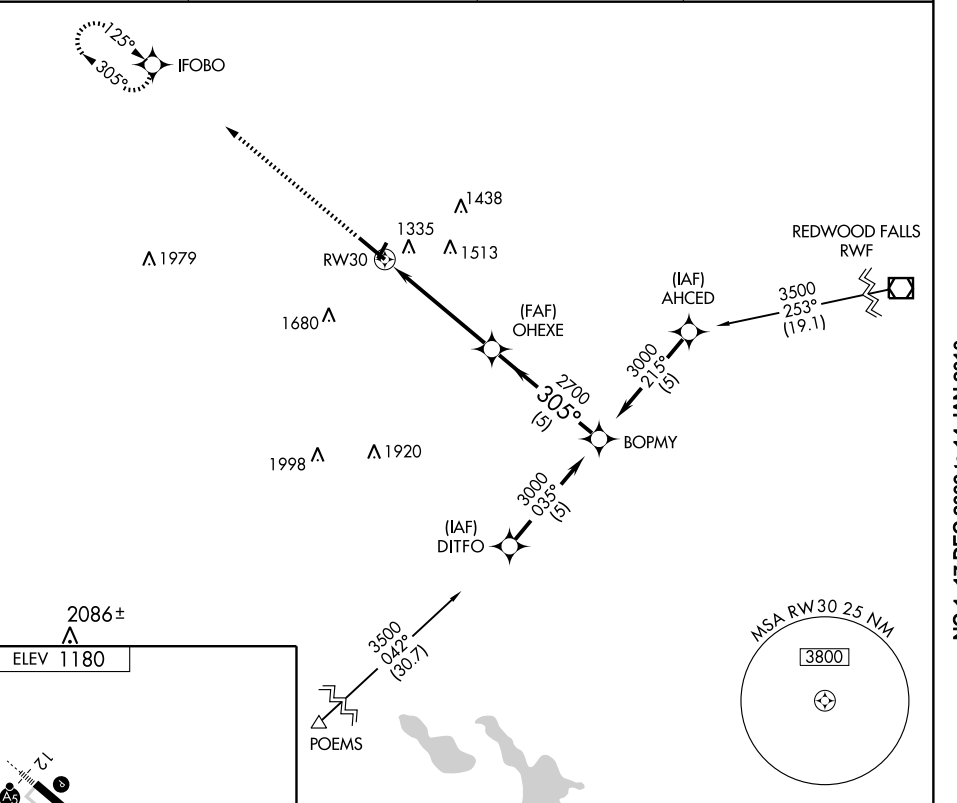 125°
305°
IFOBO
1438
1335
1513
RW30
1979
1680
REDWOOD FALLS
RWF
3500
253°
(19.1)
(IAF)
AHCED
3000
215°
(5)
(FAF)
OHEXE
2700
305°
(5)
BOPMY
1998
1920
3000
035°
(5)
(IAF)
DITFO
3500
042°
(30.7)
POEMS
2086±
ELEV 1180
12
P
A5
MSA RW30 25 NM
3800